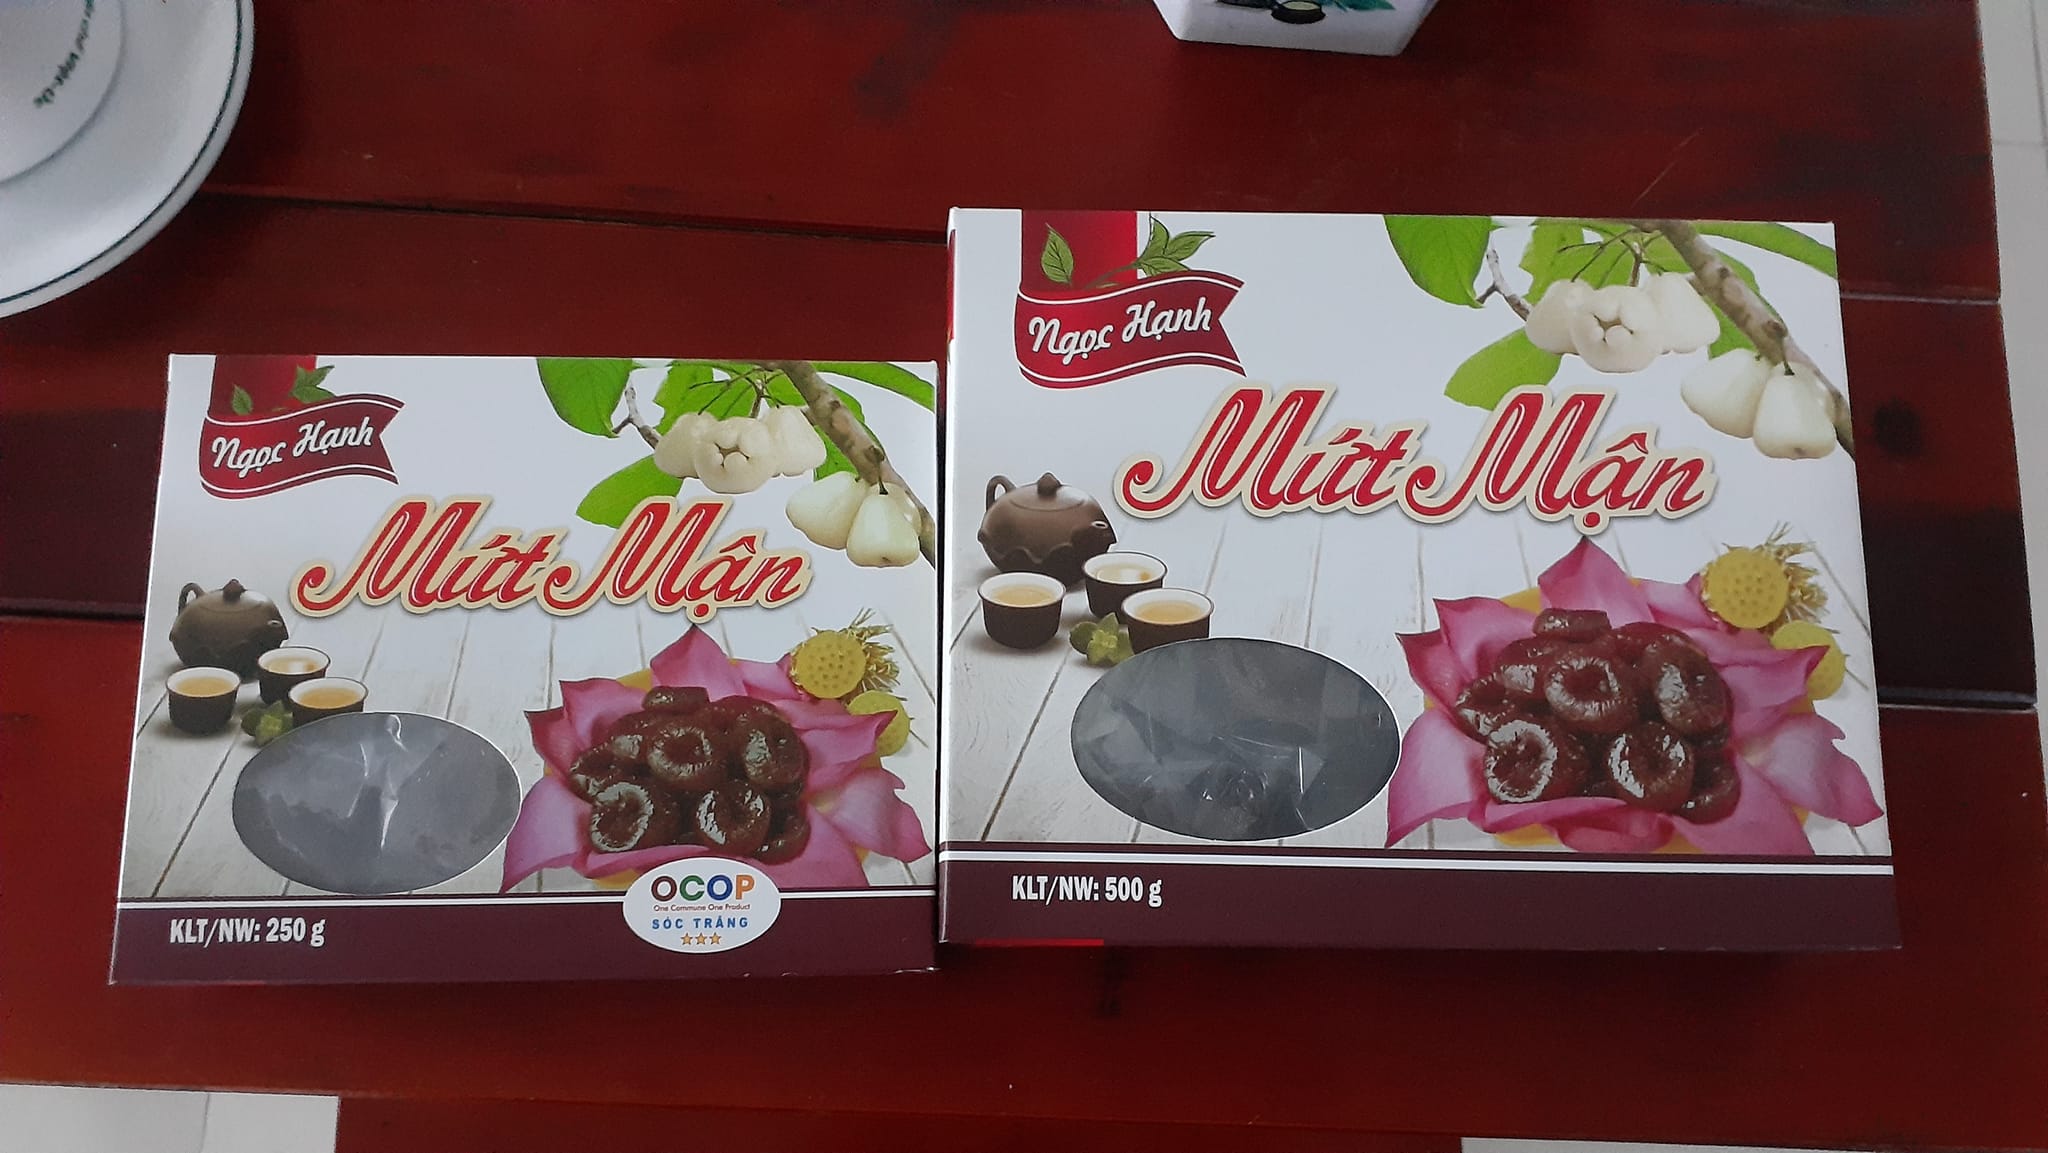 Ngọc Hạnh
Mứt Mận
KLT/NW: 250 g
OCOP
One Commune One Product
SÓC TRĂNG
Ngọc Hạnh
Mứt Mận
KLT/NW: 500 g